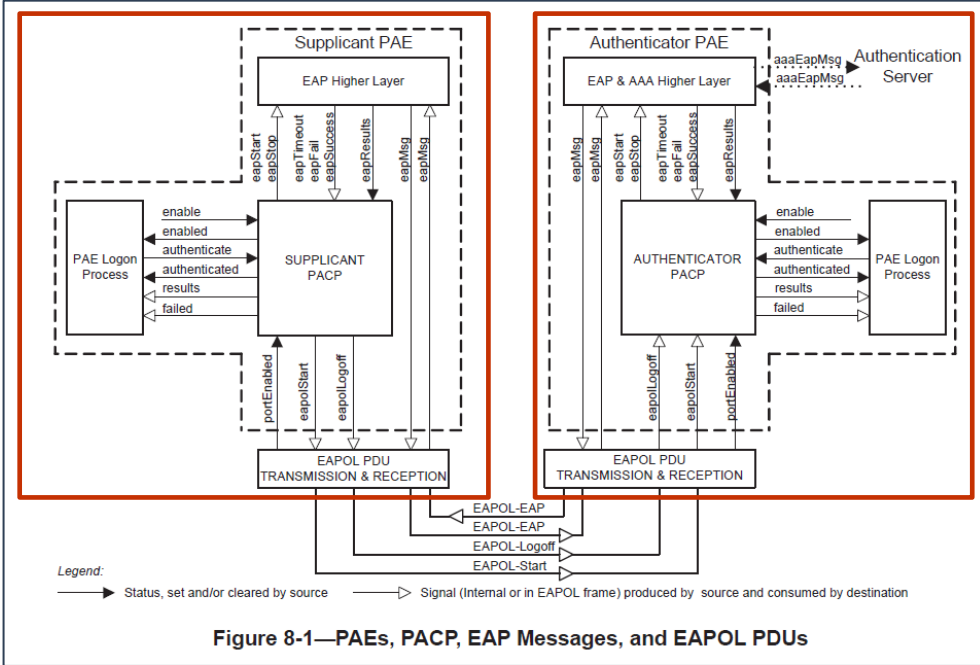 Supplicant PAE
EAP Higher Layer
eapStart
eapStop
eapTimeout
eapFail
eapSuccess
eapResults
eapMsg
eapMsg
PAE Logon
Process
enable
enabled
authenticate
authenticated
results
failed
SUPPLICANT
PACP
portEnabled
eapolStart
eapolLogoff
EAPOL PDU
TRANSMISSION & RECEPTION
Authenticator PAE
EAP & AAA Higher Layer
aaaEapMsg
aaaEapMsg
Authentication
Server
eapMsg
eapMsg
eapStart
eapStop
eapTimeout
eapFail
eapSuccess
eapResults
AUTHENTICATOR
PACP
enable
enabled
authenticate
authenticated
results
failed
PAE Logon
Process
eapolLogoff
eapolStart
portEnabled
EAPOL PDU
TRANSMISSION & RECEPTION
EAPOL-EAP
EAPOL-EAP
EAPOL-Logoff
EAPOL-Start
Legend:
Status, set and/or cleared by source
Signal (Internal or in EAPOL frame) produced by source and consumed by destination
Figure 8-1—PAEs, PACP, EAP Messages, and EAPOL PDUs